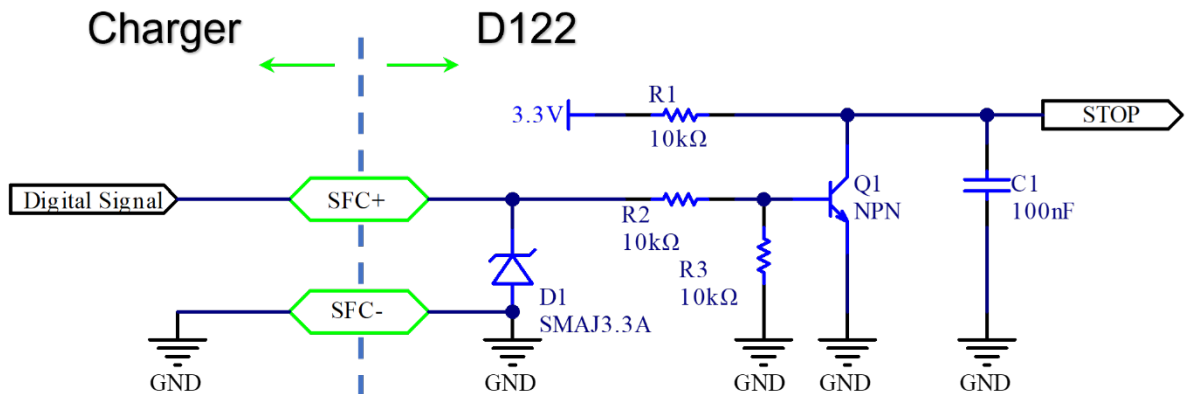 Charger
D122
3.3V
R1
10kΩ
STOP
Digital Signal
SFC+
R2
10kΩ
Q1
NPN
C1
100nF
R3
10kΩ
SFC-
D1
SMAJ3.3A
GND
GND
GND
GND
GND